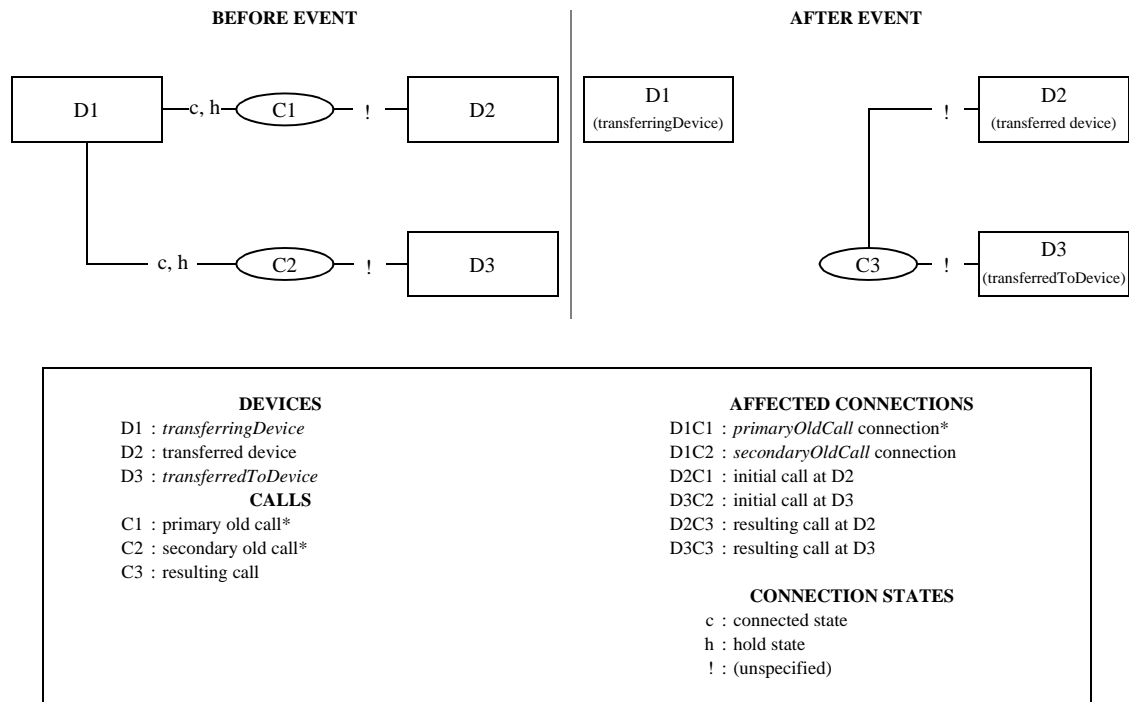 BEFORE EVENT
AFTER EVENT
D1
c, h
C1
!
D2
c, h
C2
!
D3
D1
(transferringDevice)
!
D2
(transferred device)
C3
!
D3
(transferredToDevice)
DEVICES
D1 : transferringDevice
D2 : transferred device
D3 : transferredToDevice
CALLS
C1 : primary old call*
C2 : secondary old call*
C3 : resulting call
AFFECTED CONNECTIONS
D1C1 : primaryOldCall connection*
D1C2 : secondaryOldCall connection
D2C1 : initial call at D2
D3C2 : initial call at D3
D2C3 : resulting call at D2
D3C3 : resulting call at D3
CONNECTION STATES
c : connected state
h : hold state
! : (unspecified)